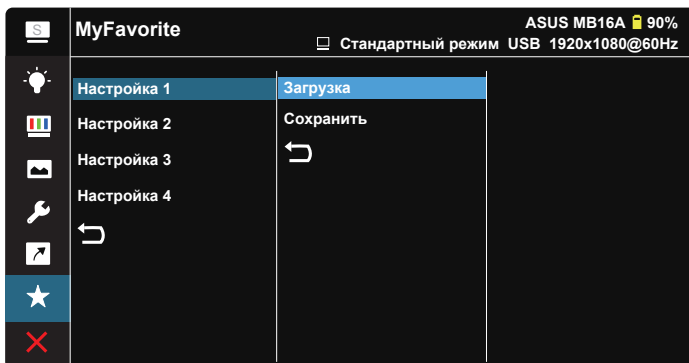 S
MyFavorite
ASUS MB16A 90%
Стандартный режим USB 1920x1080@60Hz
Настройка 1
Загрузка
Настройка 2
Сохранить
Настройка 3
Настройка 4